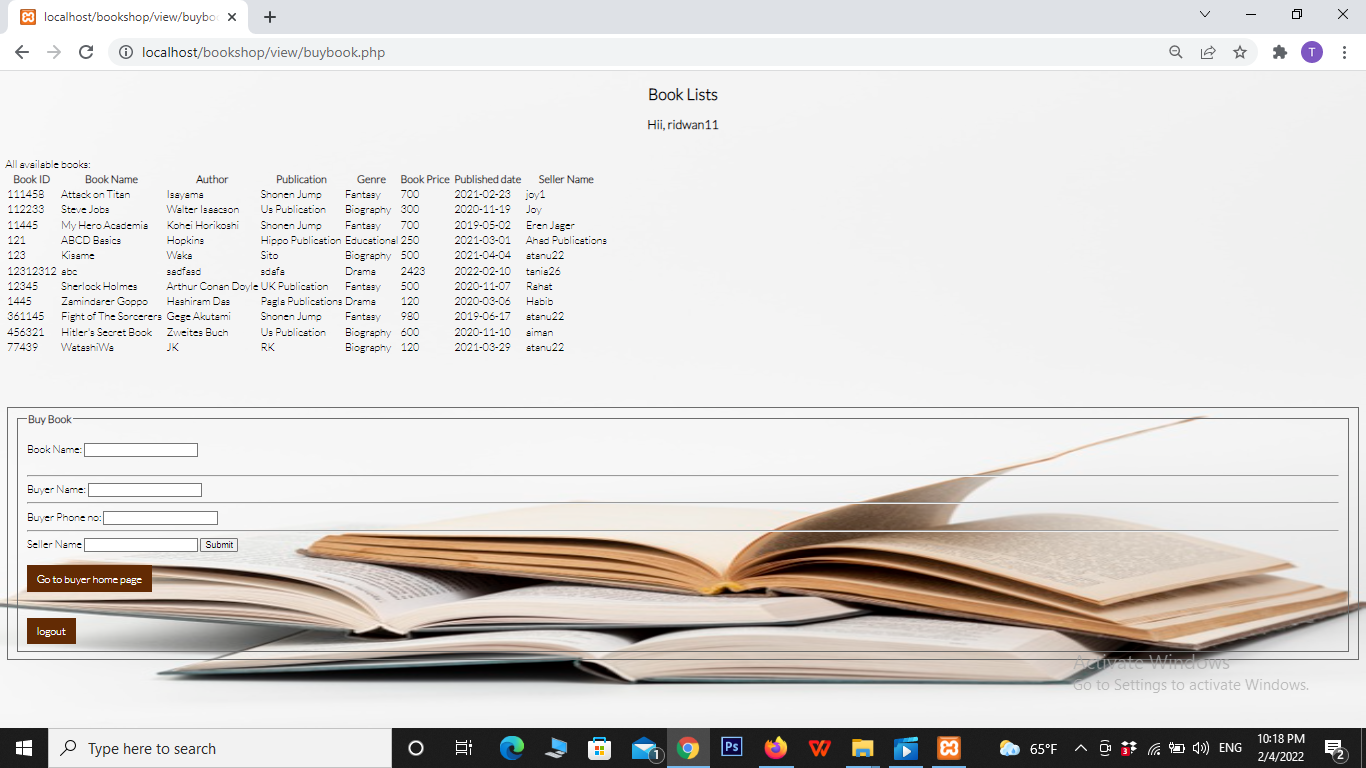 localhost/bookshop/view/buybo
localhost/bookshop/view/buybook.php
T
Book Lists
Hii, ridwan11
All available books:
Book ID Book Name Author Publication Genre Book Price Published date Seller Name
111458 Attack on Titan Isayama Shonen Jump Fantasy 700 2021-02-23 joy1
112233 Steve Jobs Walter Isaacson Us Publication Biography 300 2020-11-19 Joy
11445 My Hero Academia Kohei Horikoshi Shonen Jump Fantasy 700 2019-05-02 Eren Jager
121 ABCD Basics Hopkins Hippo Publication Educational 250 2021-03-01 Ahad Publications
123 Kisame Waka Sito Biography 500 2021-04-04 atanu22
12312312 abc sadfasd sdafa Drama 2423 2022-02-10 tania26
12345 Sherlock Holmes Arthur Conan Doyle UK Publication Fantasy 500 2020-11-07 Rahat
1445 Zamindarer Goppo Hashiram Das Pagla Publications Drama 120 2020-03-06 Habib
361145 Fight of The Sorcerers Gege Akutami Shonen Jump Fantasy 980 2019-06-17 atanu22
456321 Hitler's Secret Book Zweites Buch Us Publication Biography 600 2020-11-10 aiman
77439 WatashiWa JK RK Biography 120 2021-03-29 atanu22
Buy Book
Book Name:
Buyer Name:
Buyer Phone no:
Seller Name Submit
Go to buyer home page
logout
Activate Windows
Go to Settings to activate Windows.
Type here to search
1
Ps
65°F
3
ENG
10:18 PM
2/4/2022
2